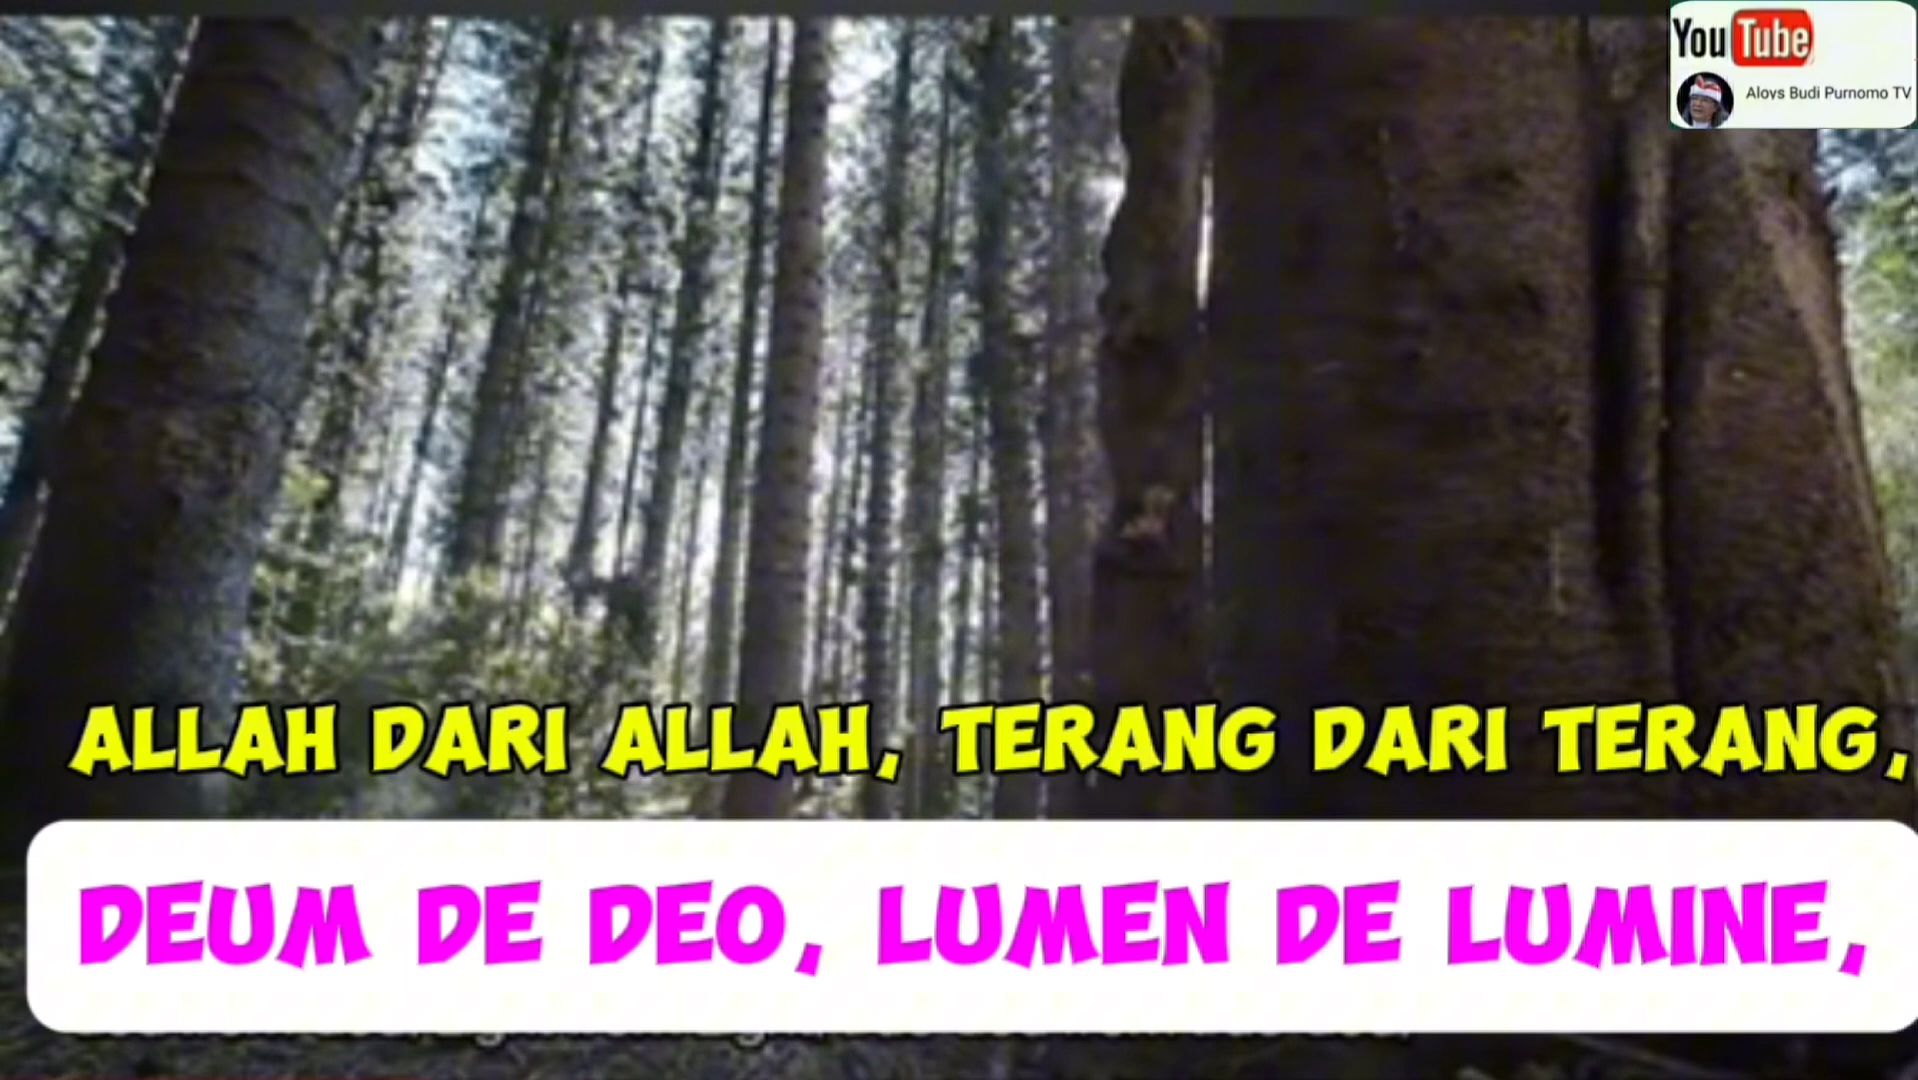 YouTube
Aloys Budi Purnomo TV
ALLAH DARI ALLAH, TERANG DARI TERANG,
DEUM DE DEO, LUMEN DE LUMINE,